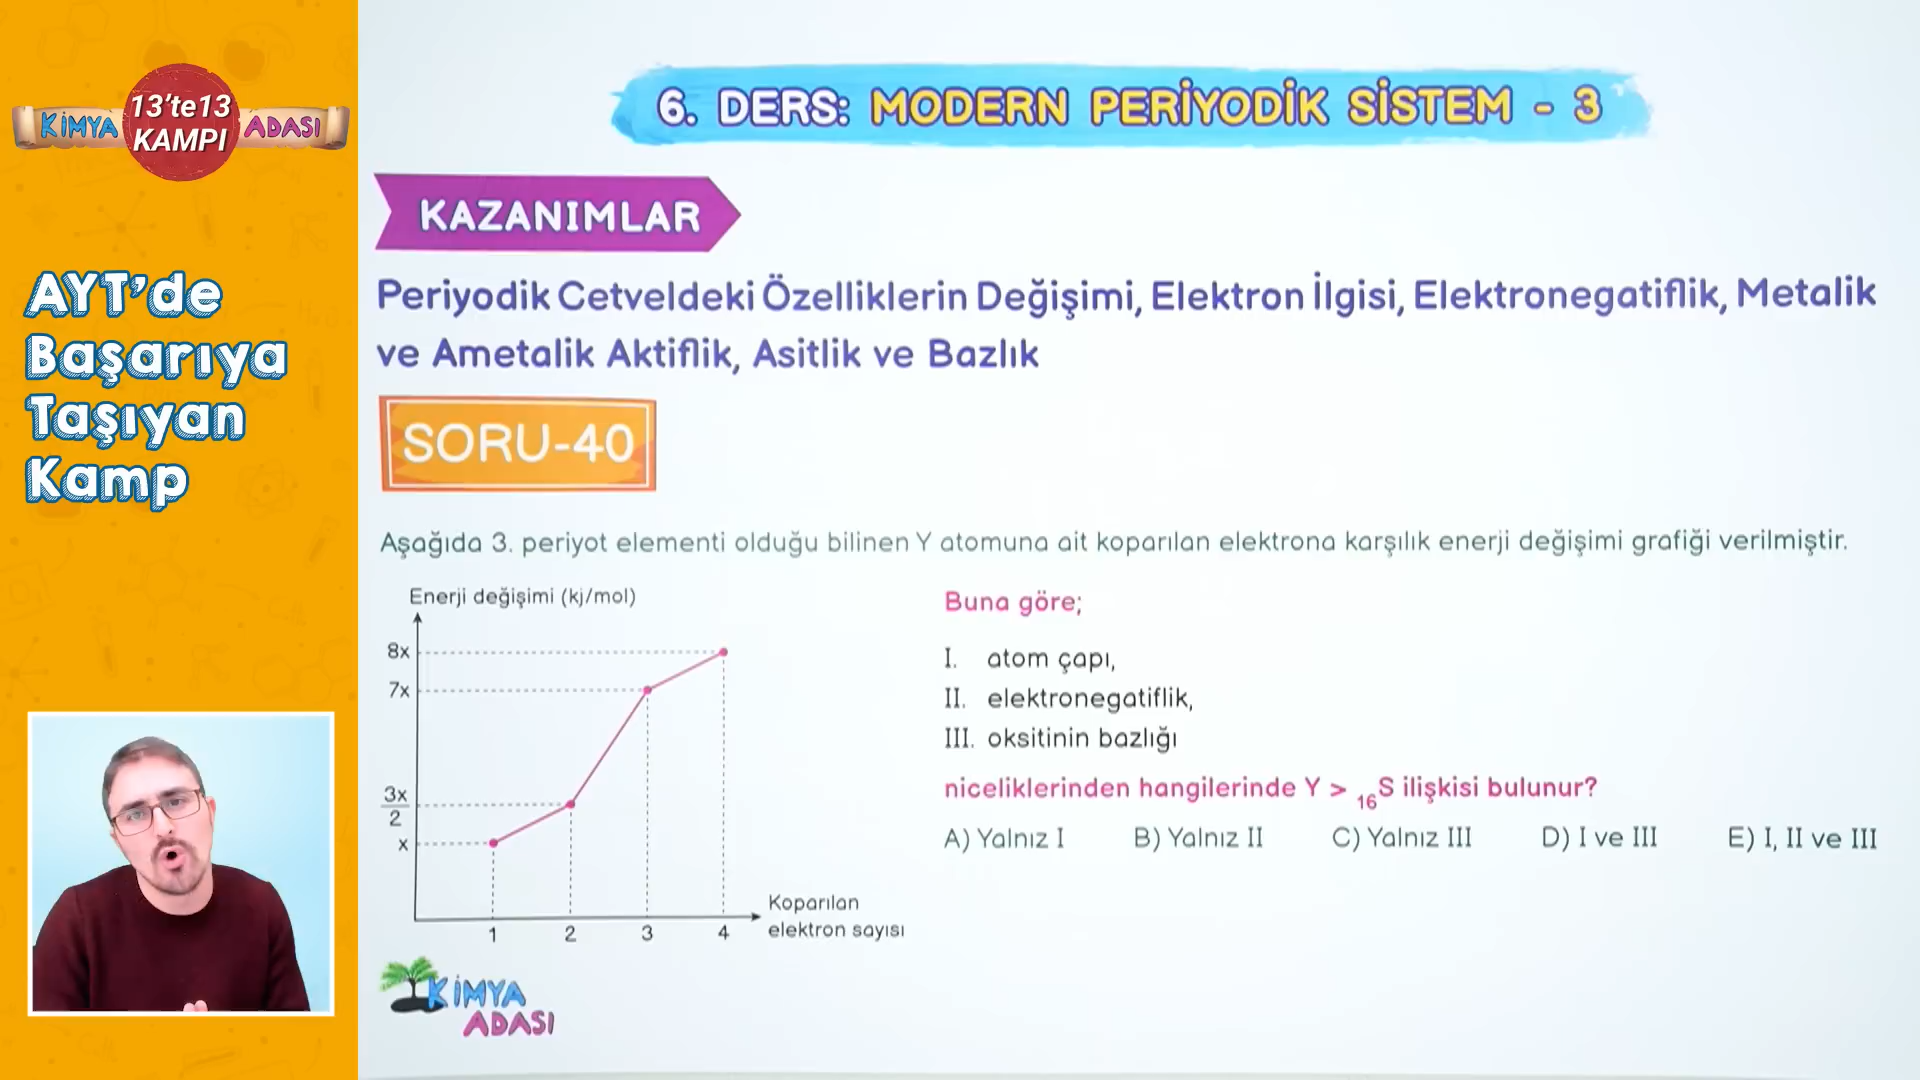 KİMYA 13'te13 KAMPI ADASI
AYT'de
Başarıya
Taşıyan
Kamp
6. DERS: MODERN PERİYODİK SİSTEM - 3
KAZANIMLAR
Periyodik Cetveldeki Özelliklerin Değişimi, Elektron İlgisi, Elektronegatiflik, Metalik
ve Ametalik Aktiflik, Asitlik ve Bazlık
SORU-40
Aşağıda 3. periyot elementi olduğu bilinen Y atomuna ait koparılan elektrona karşılık enerji değişimi grafiği verilmiştir.
Enerji değişimi (kj/mol)
8x
7x
3x
2
x
1 2 3 4
Koparılan
elektron sayısı
Buna göre;
I. atom çapı,
II. elektronegatiflik,
III. oksitinin bazlığı
niceliklerinden hangilerinde Y > ₁₆S ilişkisi bulunur?
A) Yalnız I B) Yalnız II C) Yalnız III D) I ve III E) I, II ve III
KİMYA
ADASI